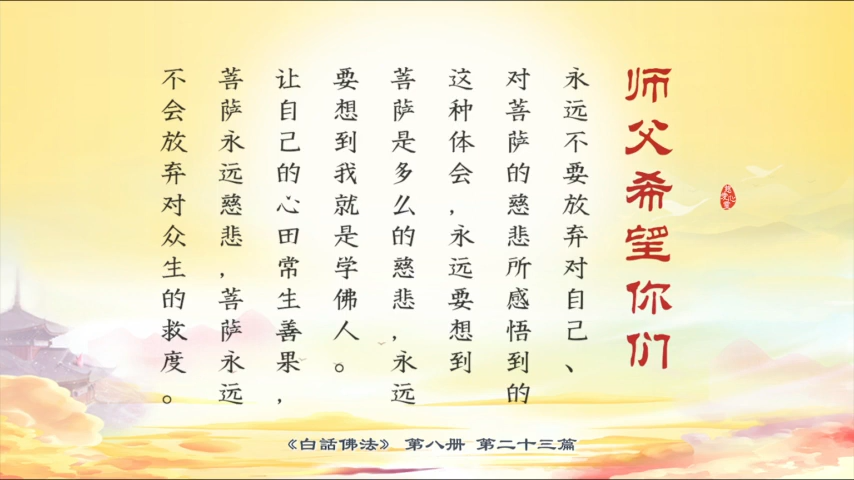 师父希望你们
永远不要放弃对自己、
对菩萨的慈悲所感悟到的
这种体会,永远要想到
菩萨是多么的慈悲,永远
要想到我就是学佛人。
让自己的心田常生善果,
菩萨永远慈悲,菩萨永远
不会放弃对众生的救度。
《白話佛法》 第八册 第二十三篇